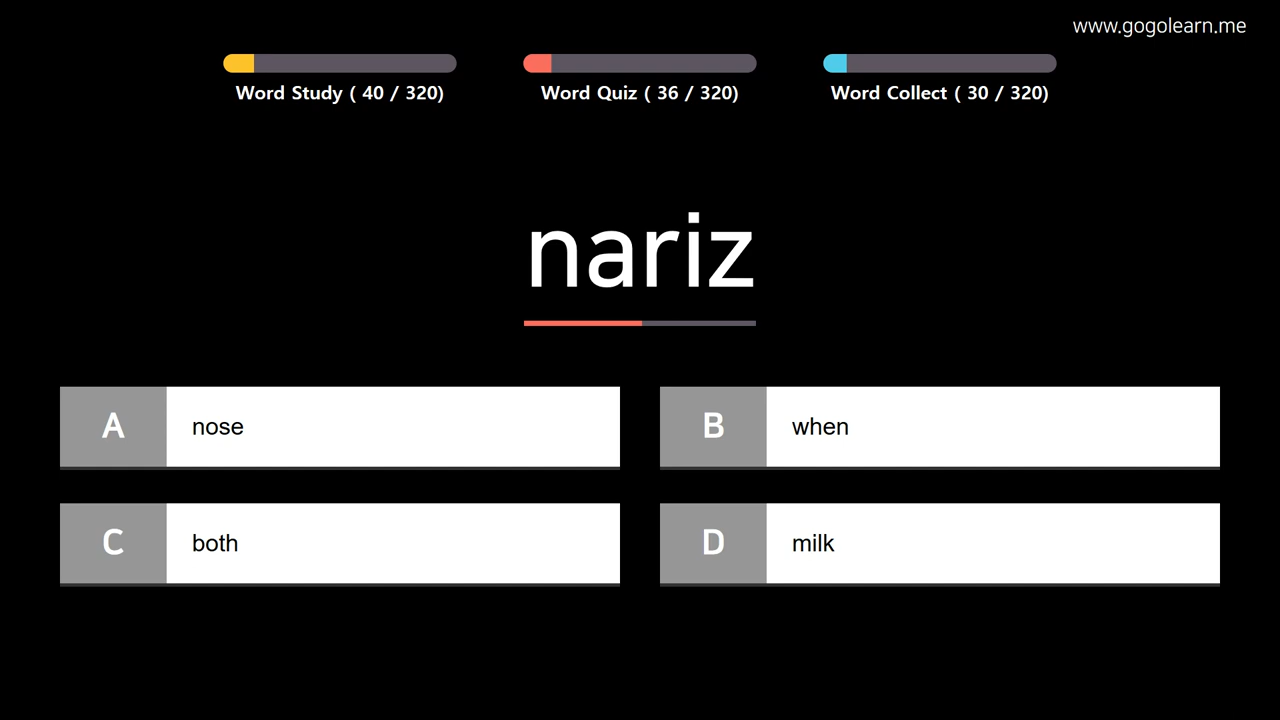 www.gogolearn.me
Word Study ( 40 / 320)
Word Quiz ( 36 / 320)
Word Collect ( 30 / 320)
nariz
A
nose
B
when
C
both
D
milk